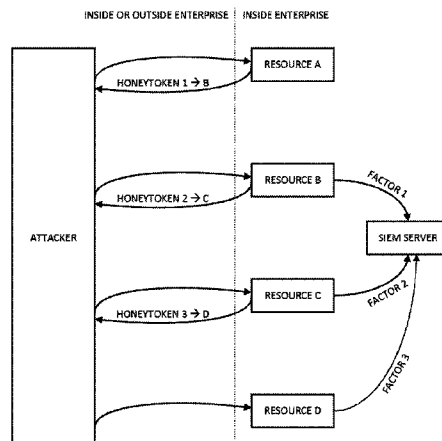 INSIDE OR OUTSIDE ENTERPRISE
INSIDE ENTERPRISE
RESOURCE A
HONEYTOKEN 1 → B
RESOURCE B
HONEYTOKEN 2 → C
FACTOR 1
ATTACKER
SIEM SERVER
RESOURCE C
HONEYTOKEN 3 → D
FACTOR 2
FACTOR 3
RESOURCE D